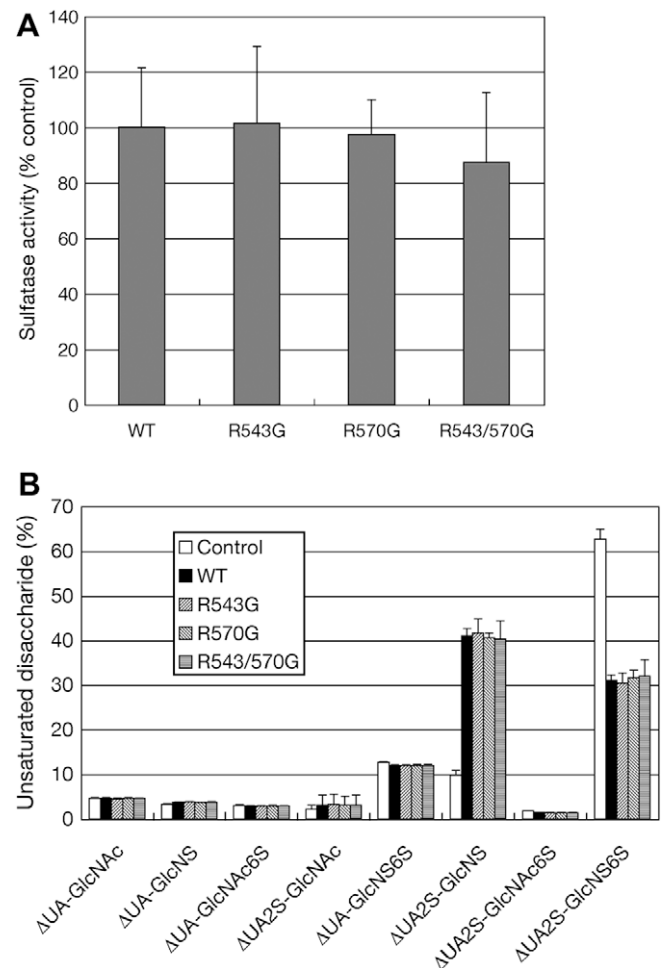 A
Sulfatase activity (% control)
140
120
100
80
60
40
20
0
WT R543G R570G R543/570G
B
Unsaturated disaccharide (%)
70
60
50
40
30
20
10
0
Control
WT
R543G
R570G
R543/570G
ΔUA-GlcNAc
ΔUA-GlcNS
ΔUA-GlcNAc6S
ΔUA2S-GlcNAc
ΔUA-GlcNS6S
ΔUA2S-GlcNS
ΔUA2S-GlcNAc6S
ΔUA2S-GlcNS6S